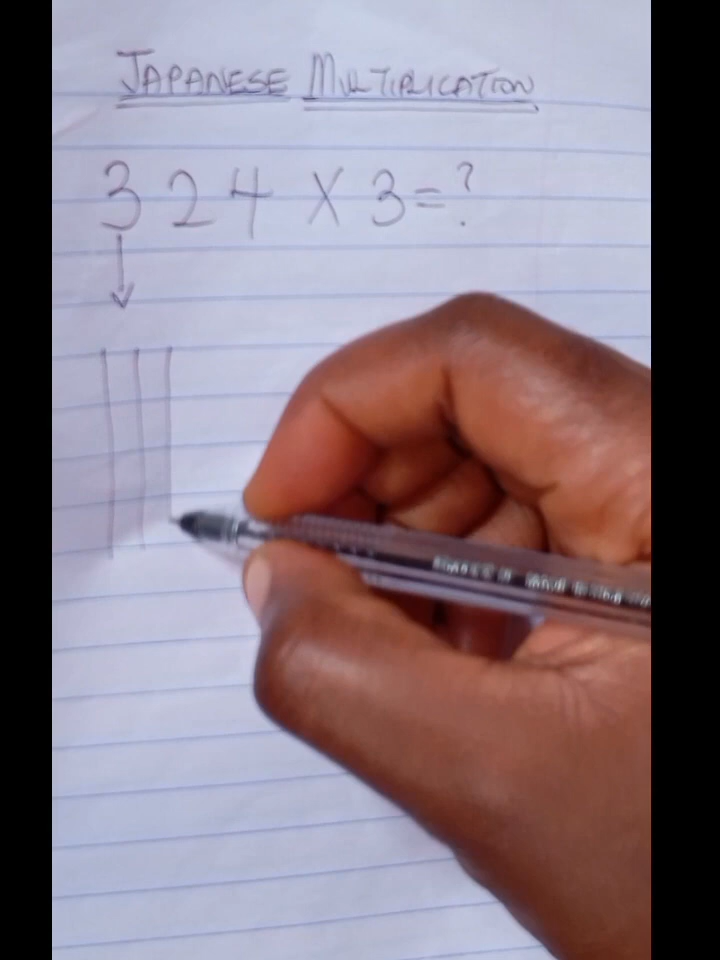 JAPANESE MULTIPLICATION
324 X 3 = ?